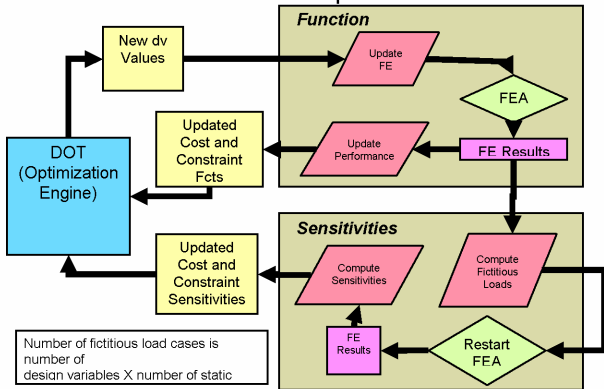 Function
New dv
Values
Update
FE
FEA
Updated
Cost and
Constraint
Fcts
Update
Performance
FE Results
DOT
(Optimization
Engine)
Sensitivities
Updated
Cost and
Constraint
Sensitivities
Compute
Sensitivities
Compute
Fictitious
Loads
FE
Results
Restart
FEA
Number of fictitious load cases is
number of
design variables X number of static